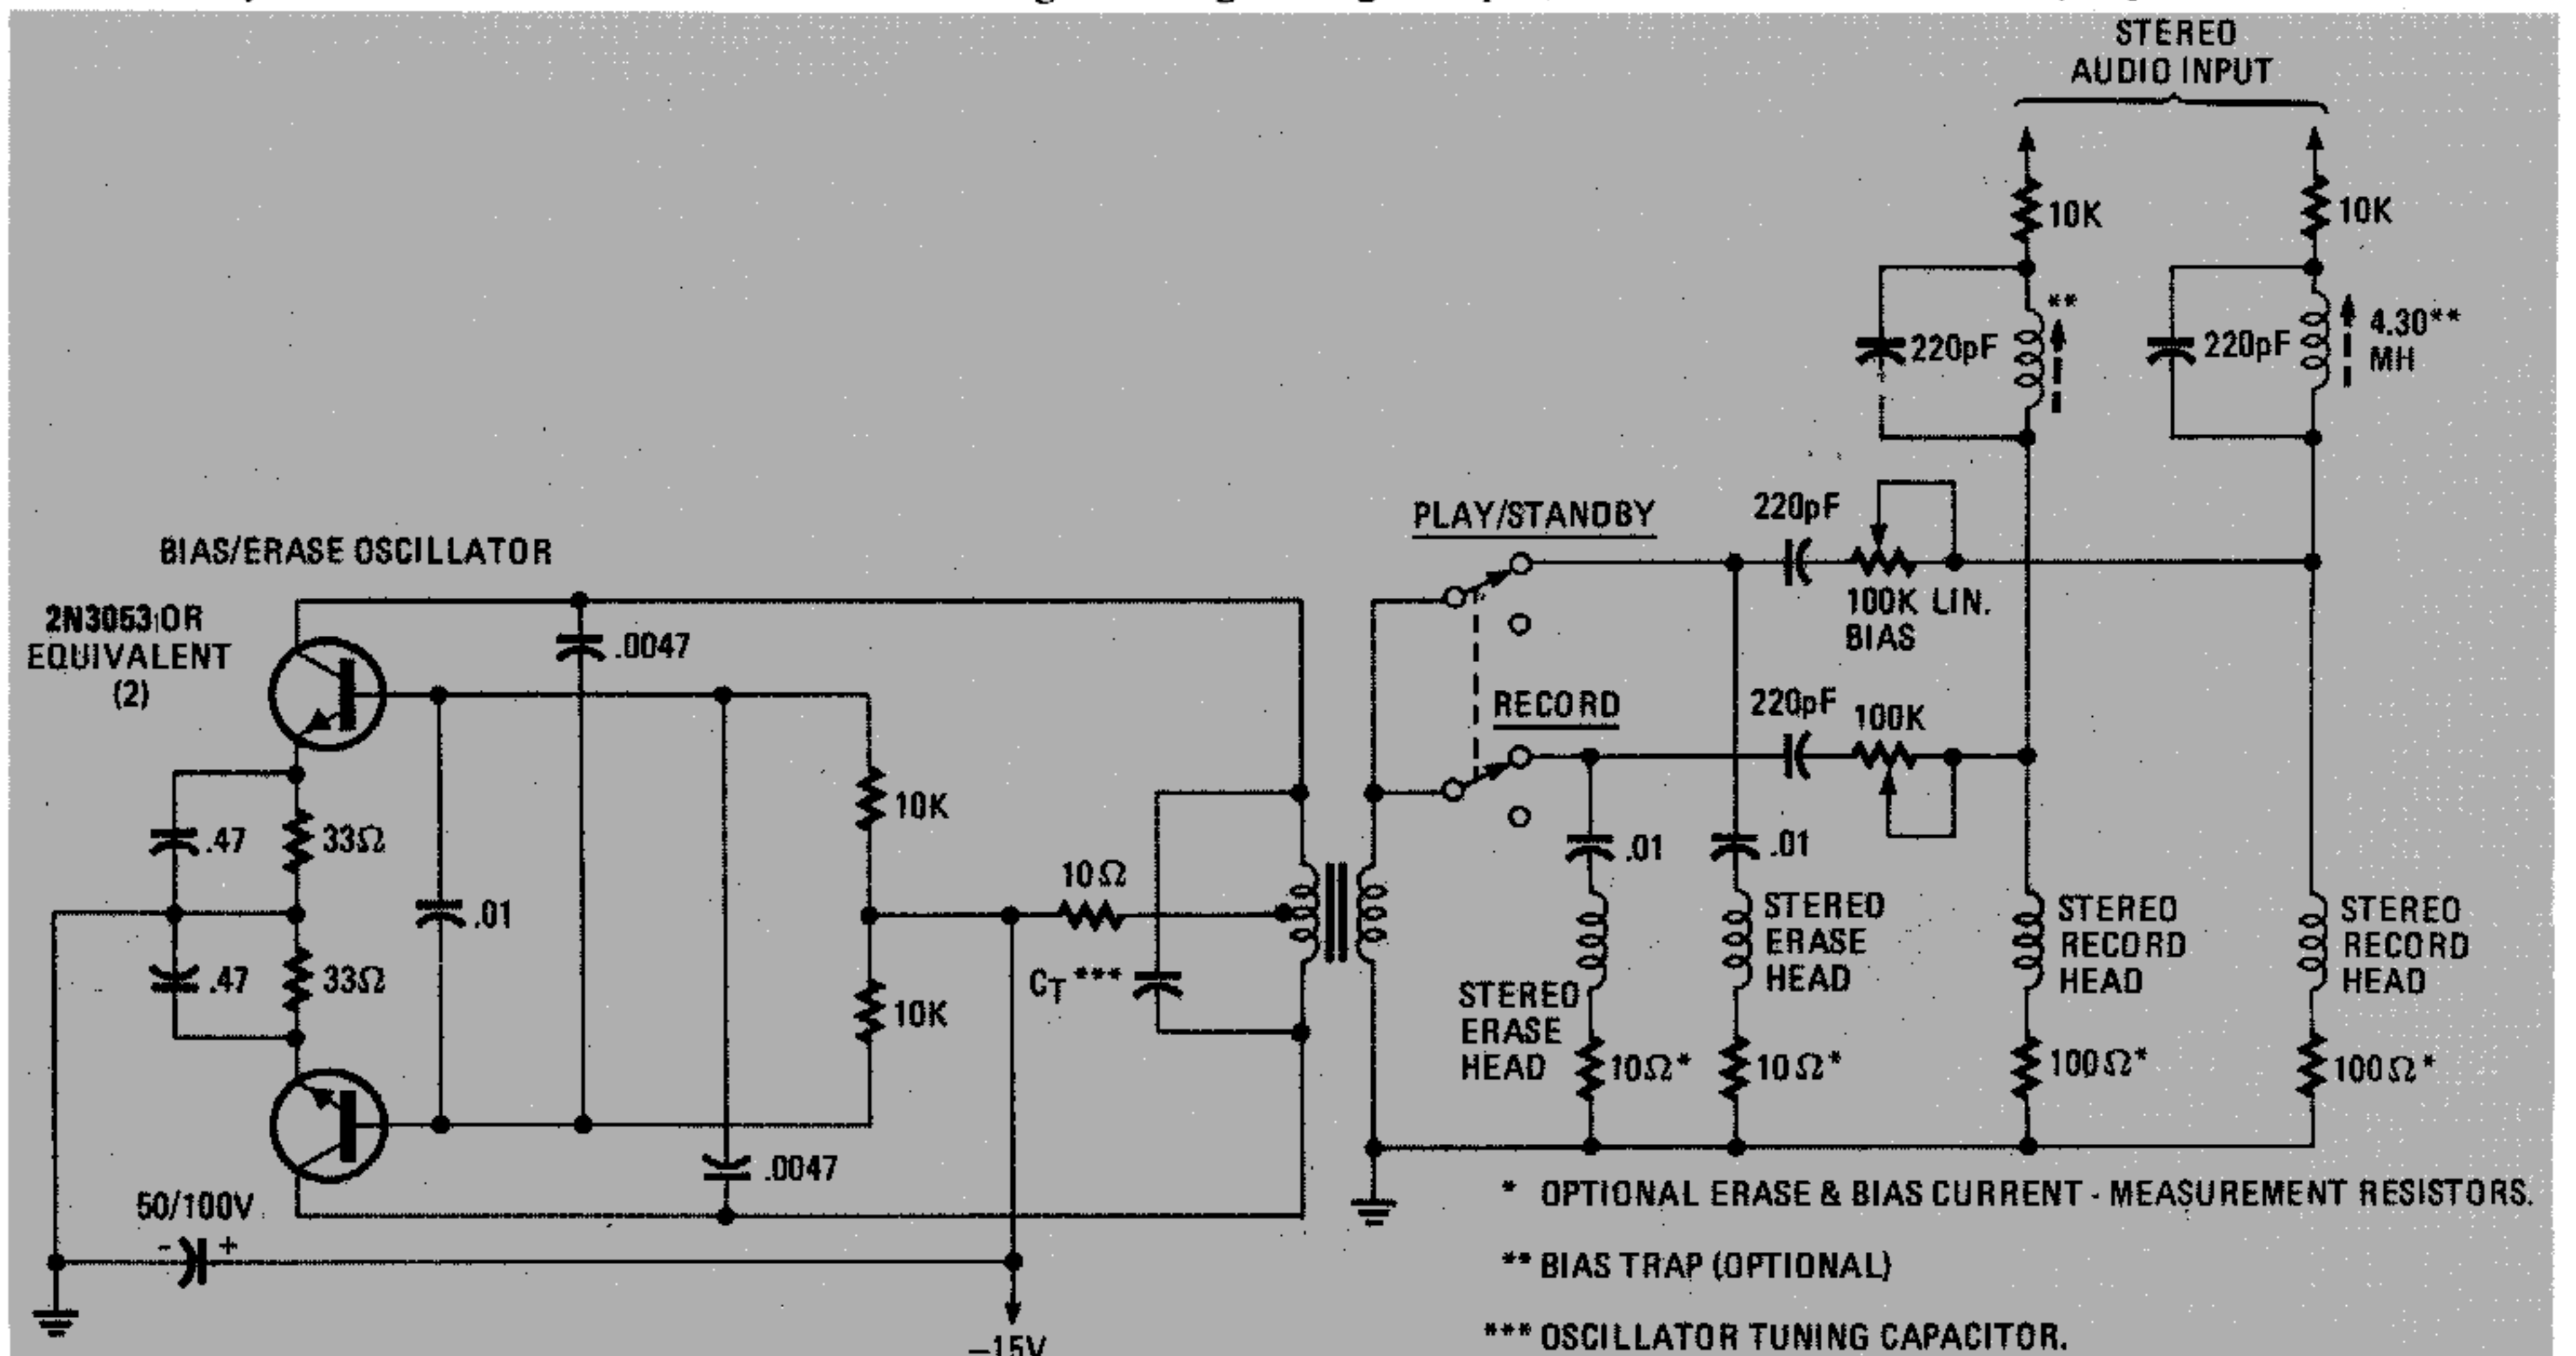 STEREO
AUDIO INPUT
10K
10K
**
220pF
220pF
4.30**
MH
PLAY/STANDBY
220pF
BIAS/ERASE OSCILLATOR
100K LIN.
BIAS
2N3053 OR
EQUIVALENT
(2)
.0047
RECORD
220pF
100K
10K
.47
33Ω
.01
.01
10Ω
.01
STEREO
ERASE
HEAD
STEREO
RECORD
HEAD
STEREO
RECORD
HEAD
.47
33Ω
CT***
10K
STEREO
ERASE
HEAD
10Ω*
10Ω*
100Ω*
100Ω*
.0047
50/100V
- +
* OPTIONAL ERASE & BIAS CURRENT - MEASUREMENT RESISTORS.
** BIAS TRAP (OPTIONAL)
*** OSCILLATOR TUNING CAPACITOR.
—15V